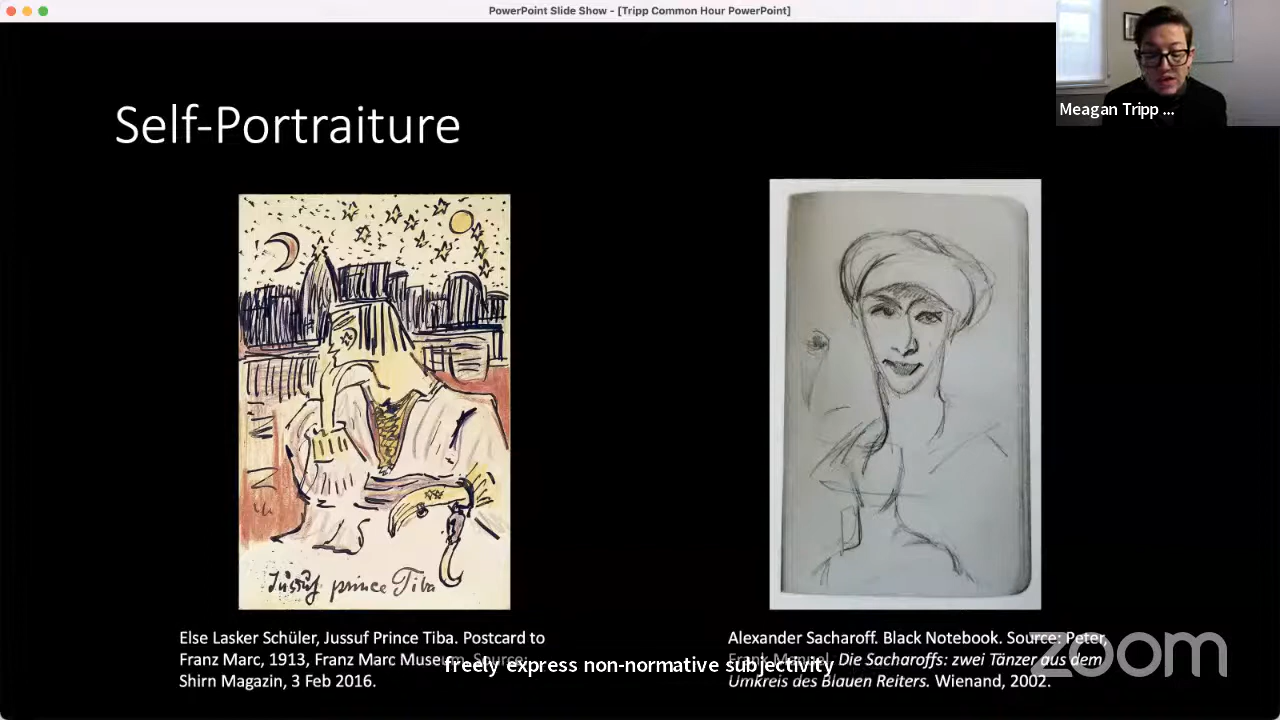 PowerPoint Slide Show - [Tripp Common Hour PowerPoint]
Meagan Tripp ...
Self-Portraiture
Jussuf prince Tiba
Else Lasker Schüler, Jussuf Prince Tiba. Postcard to
Franz Marc, 1913, Franz Marc Museum. Source:
Shirn Magazin, 3 Feb 2016.
Alexander Sacharoff. Black Notebook. Source: Peter,
Frank-Manuel. Die Sacharoffs: zwei Tänzer aus dem
Umkreis des Blauen Reiters. Wienand, 2002.
freely express non-normative subjectivity
zoom